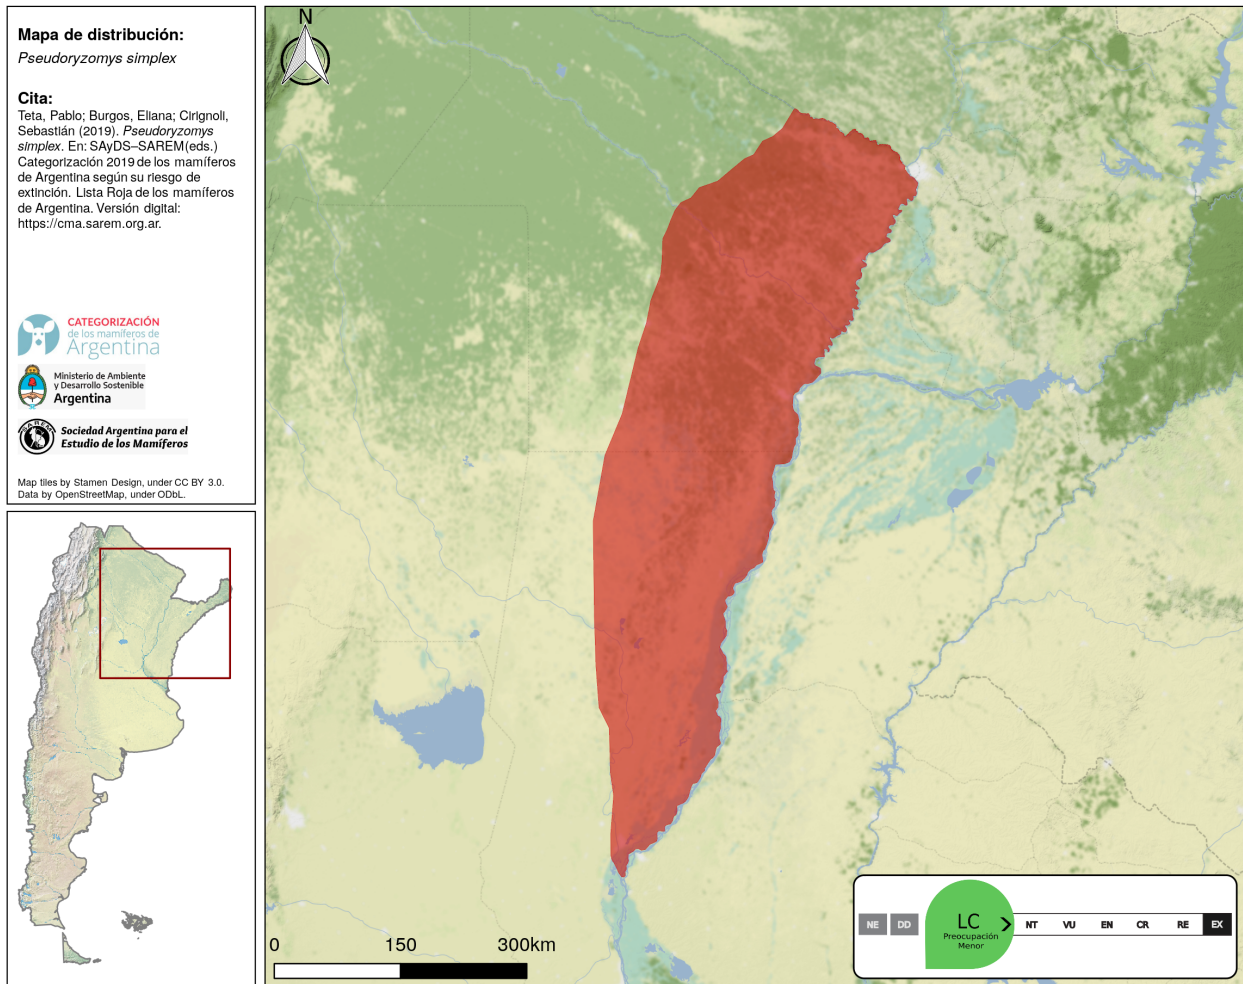 Mapa de distribución:
Pseudoryzomys simplex
Cita:
Teta, Pablo; Burgos, Eliana; Cirignoli,
Sebastián (2019). Pseudoryzomys
simplex. En: SAyDS–SAREM(eds.)
Categorización 2019 de los mamíferos
de Argentina según su riesgo de
extinción. Lista Roja de los mamíferos
de Argentina. Versión digital:
https://cma.sarem.org.ar.
CATEGORIZACIÓN
de los mamíferos de
Argentina
Ministerio de Ambiente
y Desarrollo Sostenible
Argentina
SAREM
Sociedad Argentina para el
Estudio de los Mamíferos
Map tiles by Stamen Design, under CC BY 3.0.
Data by OpenStreetMap, under ODbL.
N
0 150 300km
NE DD LC NT VU EN CR RE EX
Preocupación
Menor